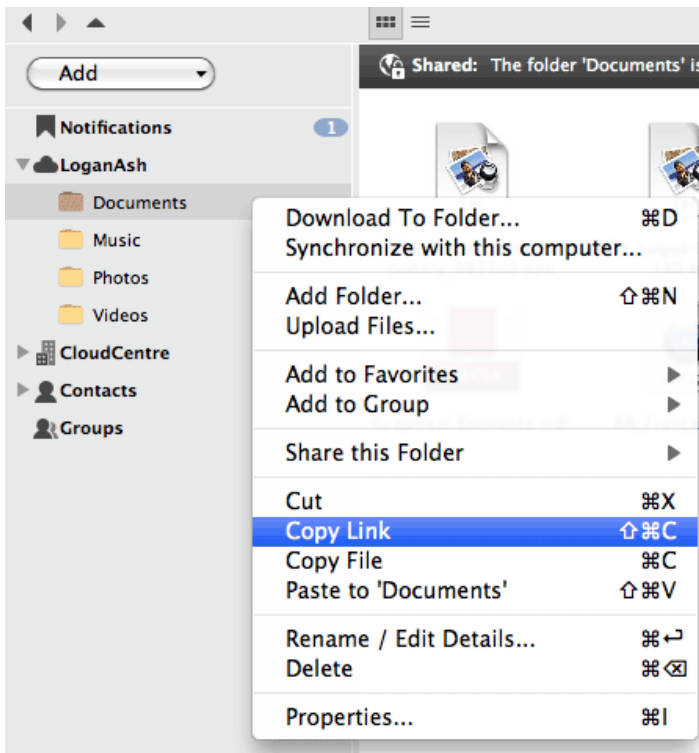 Add
Shared: The folder 'Documents' is
Notifications 1
LoganAsh
Documents
Music
Photos
Videos
CloudCentre
Contacts
Groups
Download To Folder... ⌘D
Synchronize with this computer...
Add Folder... ⇧⌘N
Upload Files...
Add to Favorites
Add to Group
Share this Folder
Cut ⌘X
Copy Link ⇧⌘C
Copy File ⌘C
Paste to 'Documents' ⇧⌘V
Rename / Edit Details... ⌘↩
Delete ⌘⌫
Properties... ⌘I